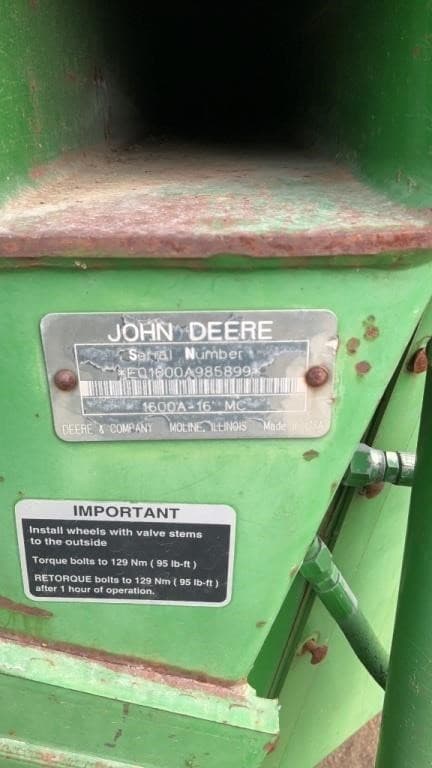 JOHN DEERE
Serial Number
*E01600A985899*
1600A-16' MC
DEERE & COMPANY MOLINE, ILLINOIS Made in USA
IMPORTANT
Install wheels with valve stems
to the outside
Torque bolts to 129 Nm ( 95 lb-ft )
RETORQUE bolts to 129 Nm ( 95 lb-ft )
after 1 hour of operation.